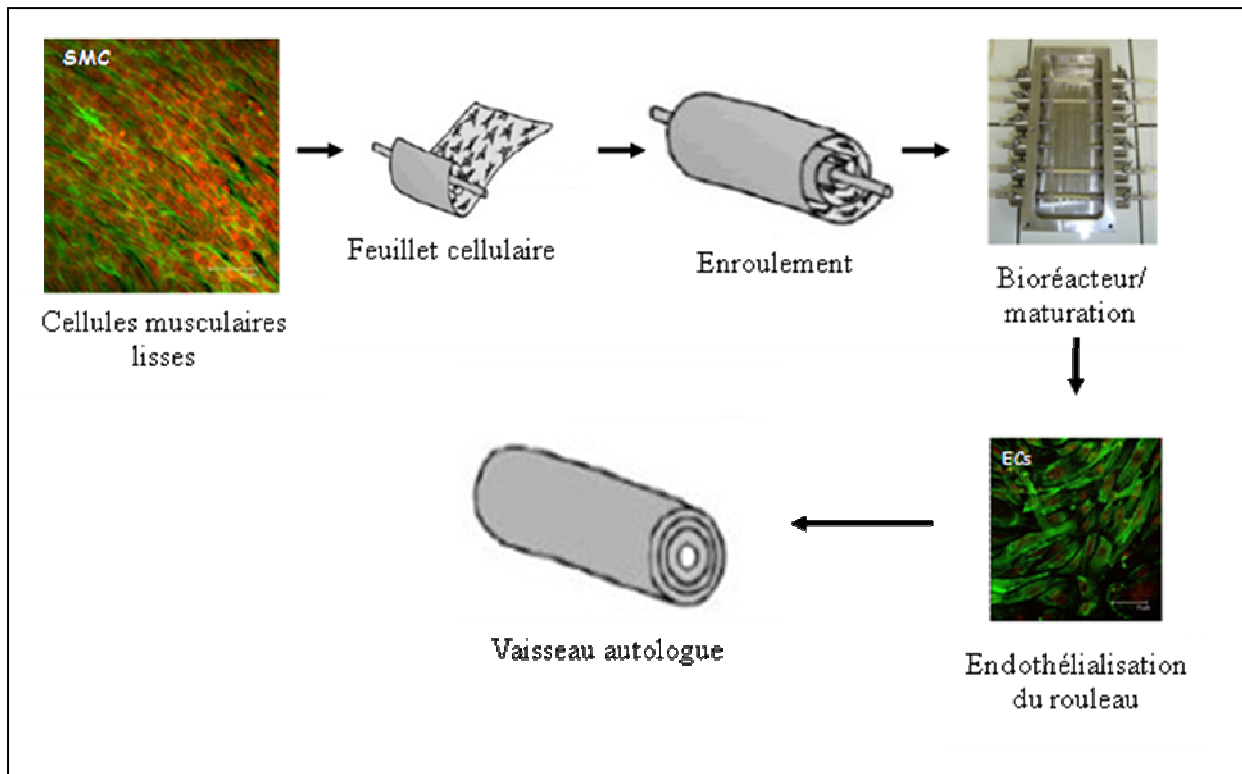 SMC
Cellules musculaires
lisses
Feuillet cellulaire
Enroulement
Bioréacteur/
maturation
ECs
Endothélialisation
du rouleau
Vaisseau autologue